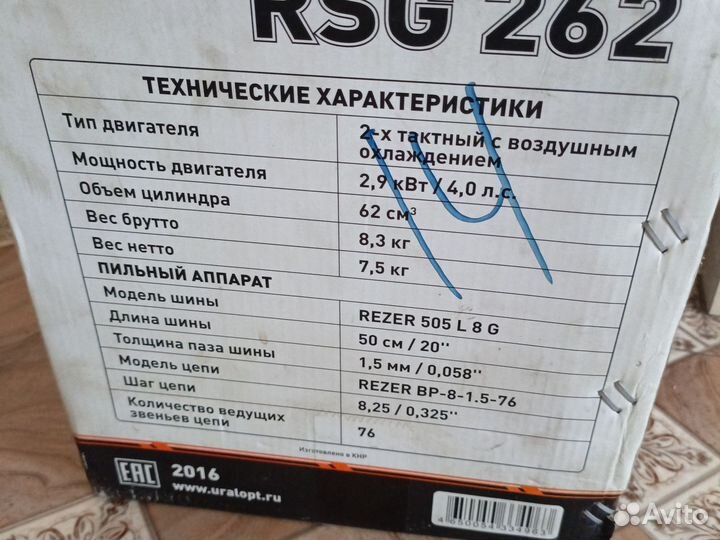 RSG 262
ТЕХНИЧЕСКИЕ ХАРАКТЕРИСТИКИ
Тип двигателя 2-х тактный с воздушным
охлаждением
Мощность двигателя 2,9 кВт / 4,0 л.с.
Объем цилиндра 62 см³
Вес брутто 8,3 кг
Вес нетто 7,5 кг
ПИЛЬНЫЙ АППАРАТ
Модель шины REZER 505 L 8 G
Длина шины 50 см / 20''
Толщина паза шины 1,5 мм / 0,058''
Модель цепи REZER BP-8-1.5-76
Шаг цепи 8,25 / 0,325''
Количество ведущих
звеньев цепи 76
Изготовлено в КНР
14
EAC 2016
www.uralopt.ru
Avito